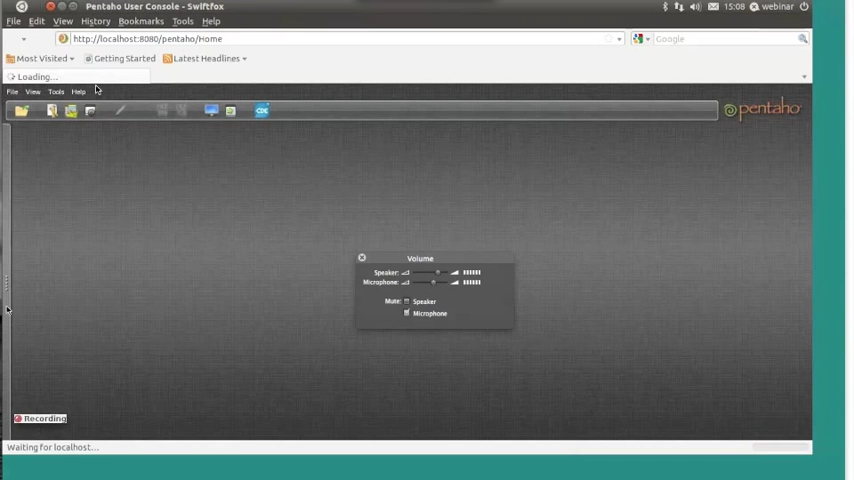 Pentaho User Console - Swiftfox
15:08 webinar
File Edit View History Bookmarks Tools Help
http://localhost:8080/pentaho/Home
Google
Most Visited Getting Started Latest Headlines
Loading...
File View Tools Help
CDE
pentaho
Volume
Speaker:
Microphone:
Mute: Speaker
Microphone
Recording
Waiting for localhost...